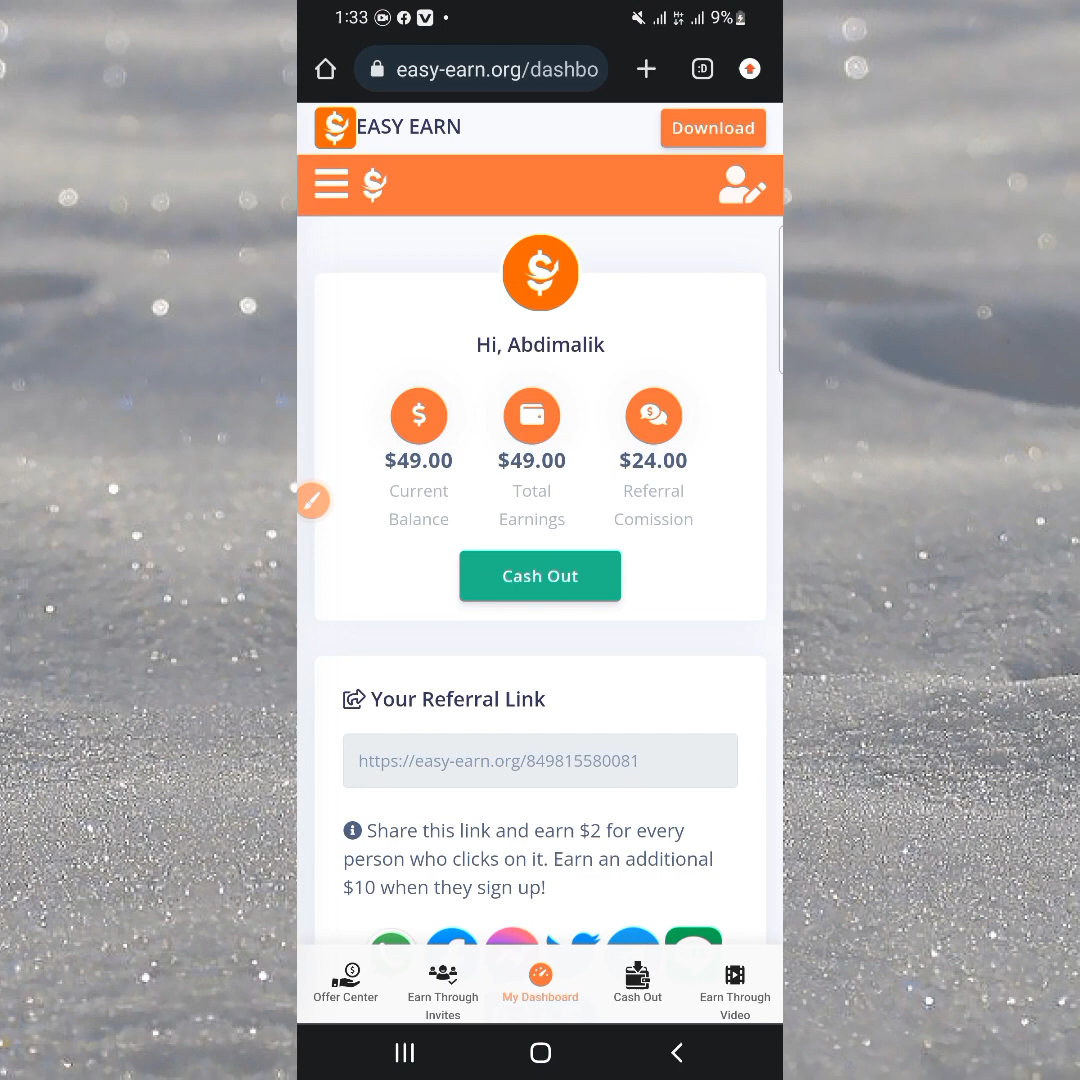 1:33
9%
easy-earn.org/dashbo
:D
EASY EARN
Download
Hi, Abdimalik
$49.00 $49.00 $24.00
Current Total Referral
Balance Earnings Comission
Cash Out
Your Referral Link
https://easy-earn.org/849815580081
Share this link and earn $2 for every
person who clicks on it. Earn an additional
$10 when they sign up!
Offer Center Earn Through My Dashboard Cash Out Earn Through
Invites Video